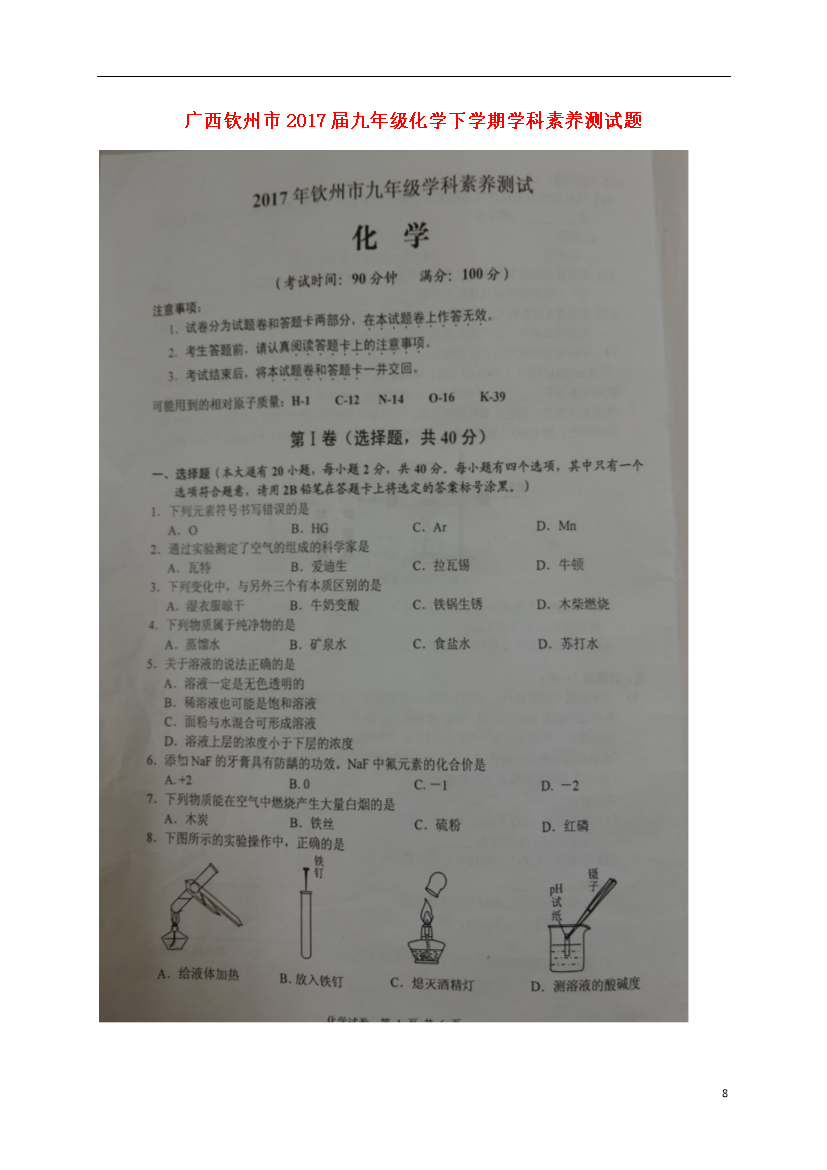 广西钦州市2017届九年级化学下学期学科素养测试题
2017年钦州市九年级学科素养测试
化 学
(考试时间：90分钟 满分：100分)
注意事项：
1．试卷分为试题卷和答题卡两部分，在本试题卷上作答无效。
2．考生答题前，请认真阅读答题卡上的注意事项。
3．考试结束后，将本试题卷和答题卡一并交回。
可能用到的相对原子质量：H-1 C-12 N-14 O-16 K-39
第Ⅰ卷（选择题，共40分）
一、选择题（本大题有20小题，每小题2分，共40分。每小题有四个选项，其中只有一个
选项符合题意，请用2B铅笔在答题卡上将选定的答案标号涂黑。）
1．下列元素符号书写错误的是
A．O B．HG C．Ar D．Mn
2．通过实验测定了空气的组成的科学家是
A．瓦特 B．爱迪生 C．拉瓦锡 D．牛顿
3．下列变化中，与另外三个有本质区别的是
A．湿衣服晾干 B．牛奶变酸 C．铁锅生锈 D．木柴燃烧
4．下列物质属于纯净物的是
A．蒸馏水 B．矿泉水 C．食盐水 D．苏打水
5．关于溶液的说法正确的是
A．溶液一定是无色透明的
B．稀溶液也可能是饱和溶液
C．面粉与水混合可形成溶液
D．溶液上层的浓度小于下层的浓度
6．添加NaF的牙膏具有防龋的功效。NaF中氟元素的化合价是
A. +2 B. 0 C. －1 D. －2
7．下列物质能在空气中燃烧产生大量白烟的是
A．木炭 B．铁丝 C．硫粉 D．红磷
8．下图所示的实验操作中，正确的是
铁钉
pH试纸
镊子
A．给液体加热 B．放入铁钉 C．熄灭酒精灯 D．测溶液的酸碱度
8